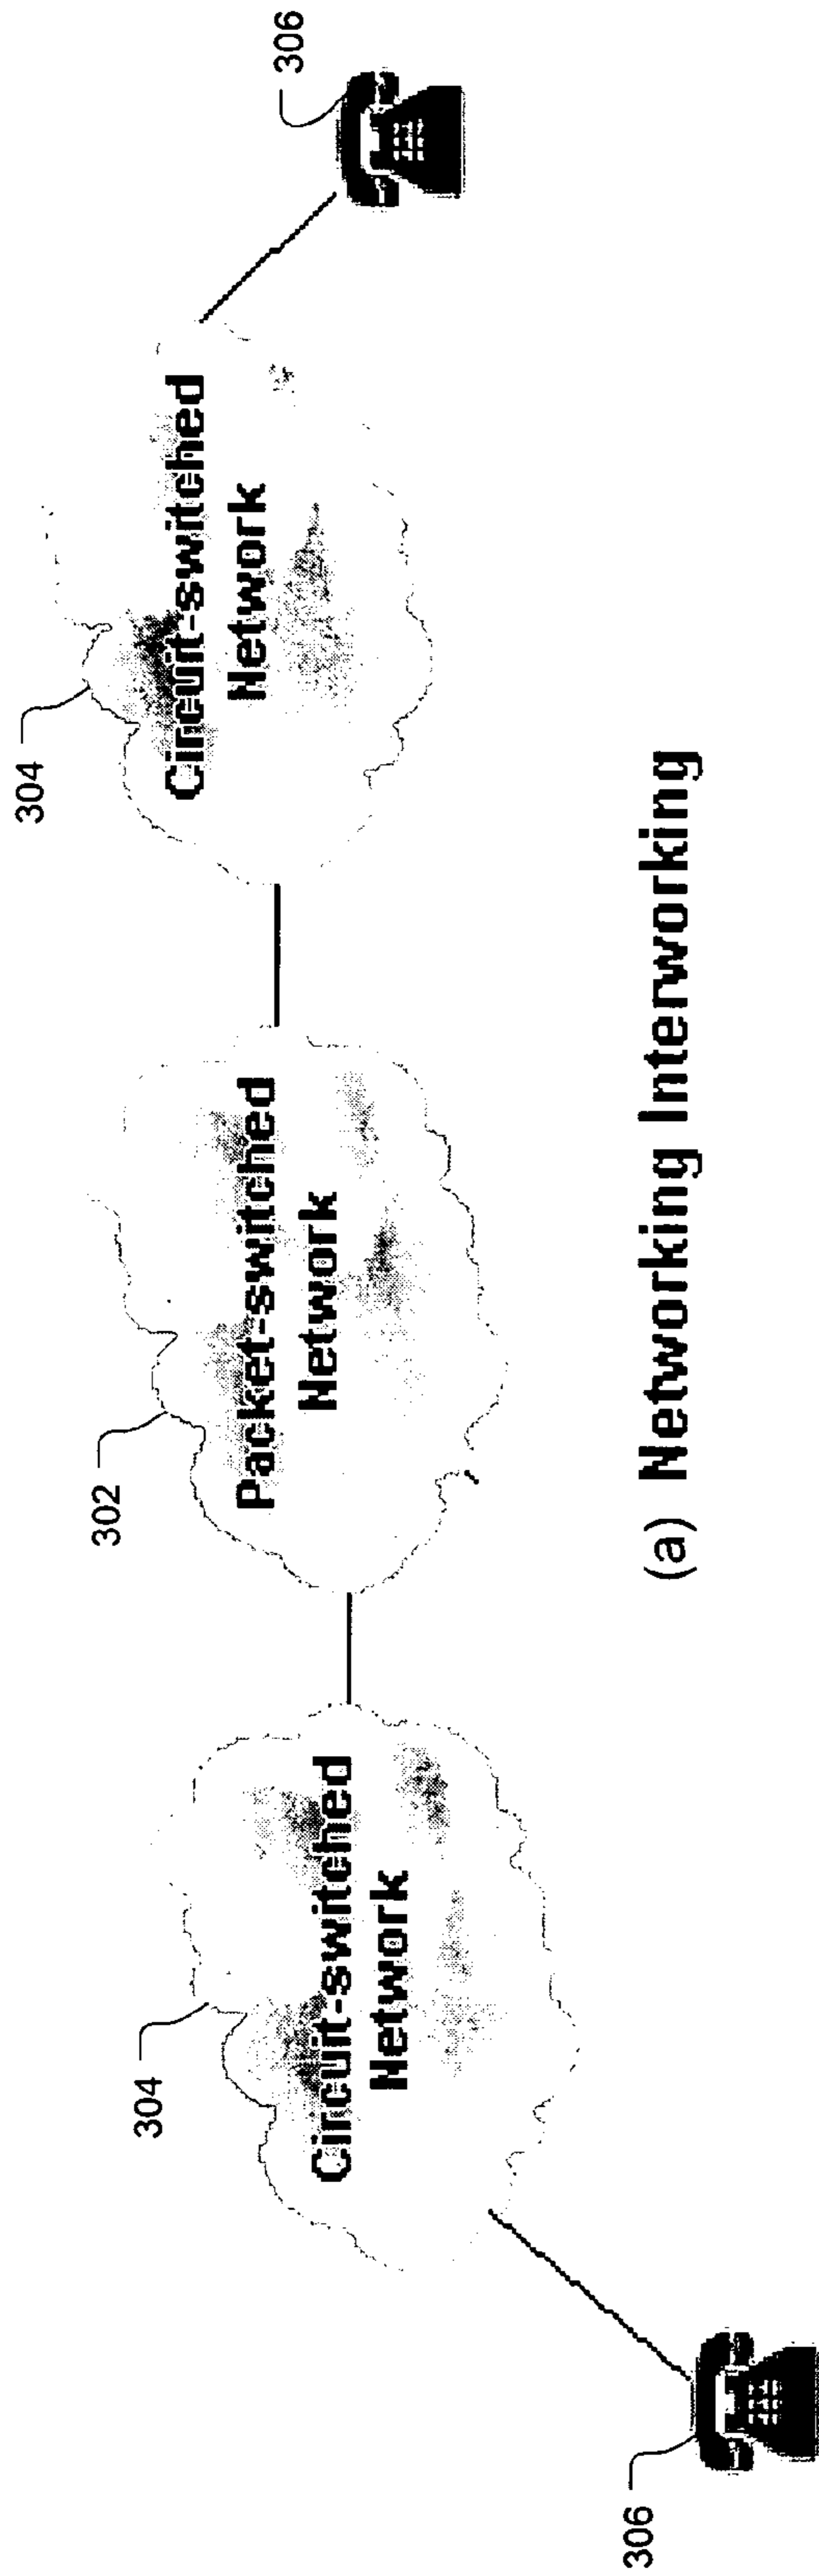 304
302
304
306
Circuit-switched
Network
Packet-switched
Network
Circuit-switched
Network
306
(a) Networking Interworking